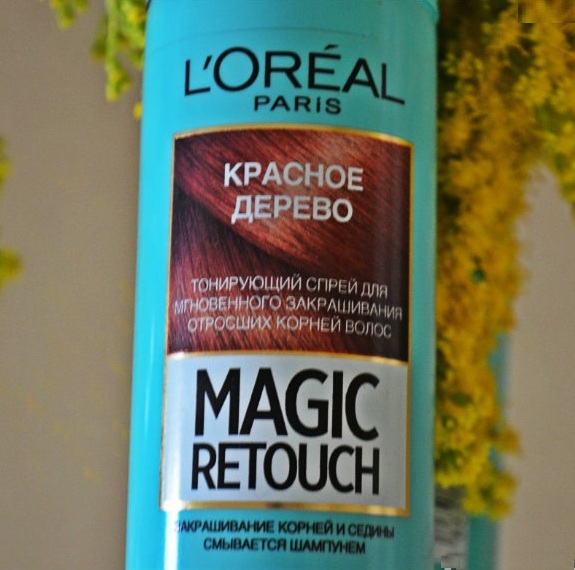 L'ORÉAL
PARIS
КРАСНОЕ
ДЕРЕВО
ТОНИРУЮЩИЙ СПРЕЙ ДЛЯ
МГНОВЕННОГО ЗАКРАШИВАНИЯ
ОТРОСШИХ КОРНЕЙ ВОЛОС
MAGIC
RETOUCH
ЗАКРАШИВАНИЕ КОРНЕЙ И СЕДИНЫ
СМЫВАЕТСЯ ШАМПУНЕМ